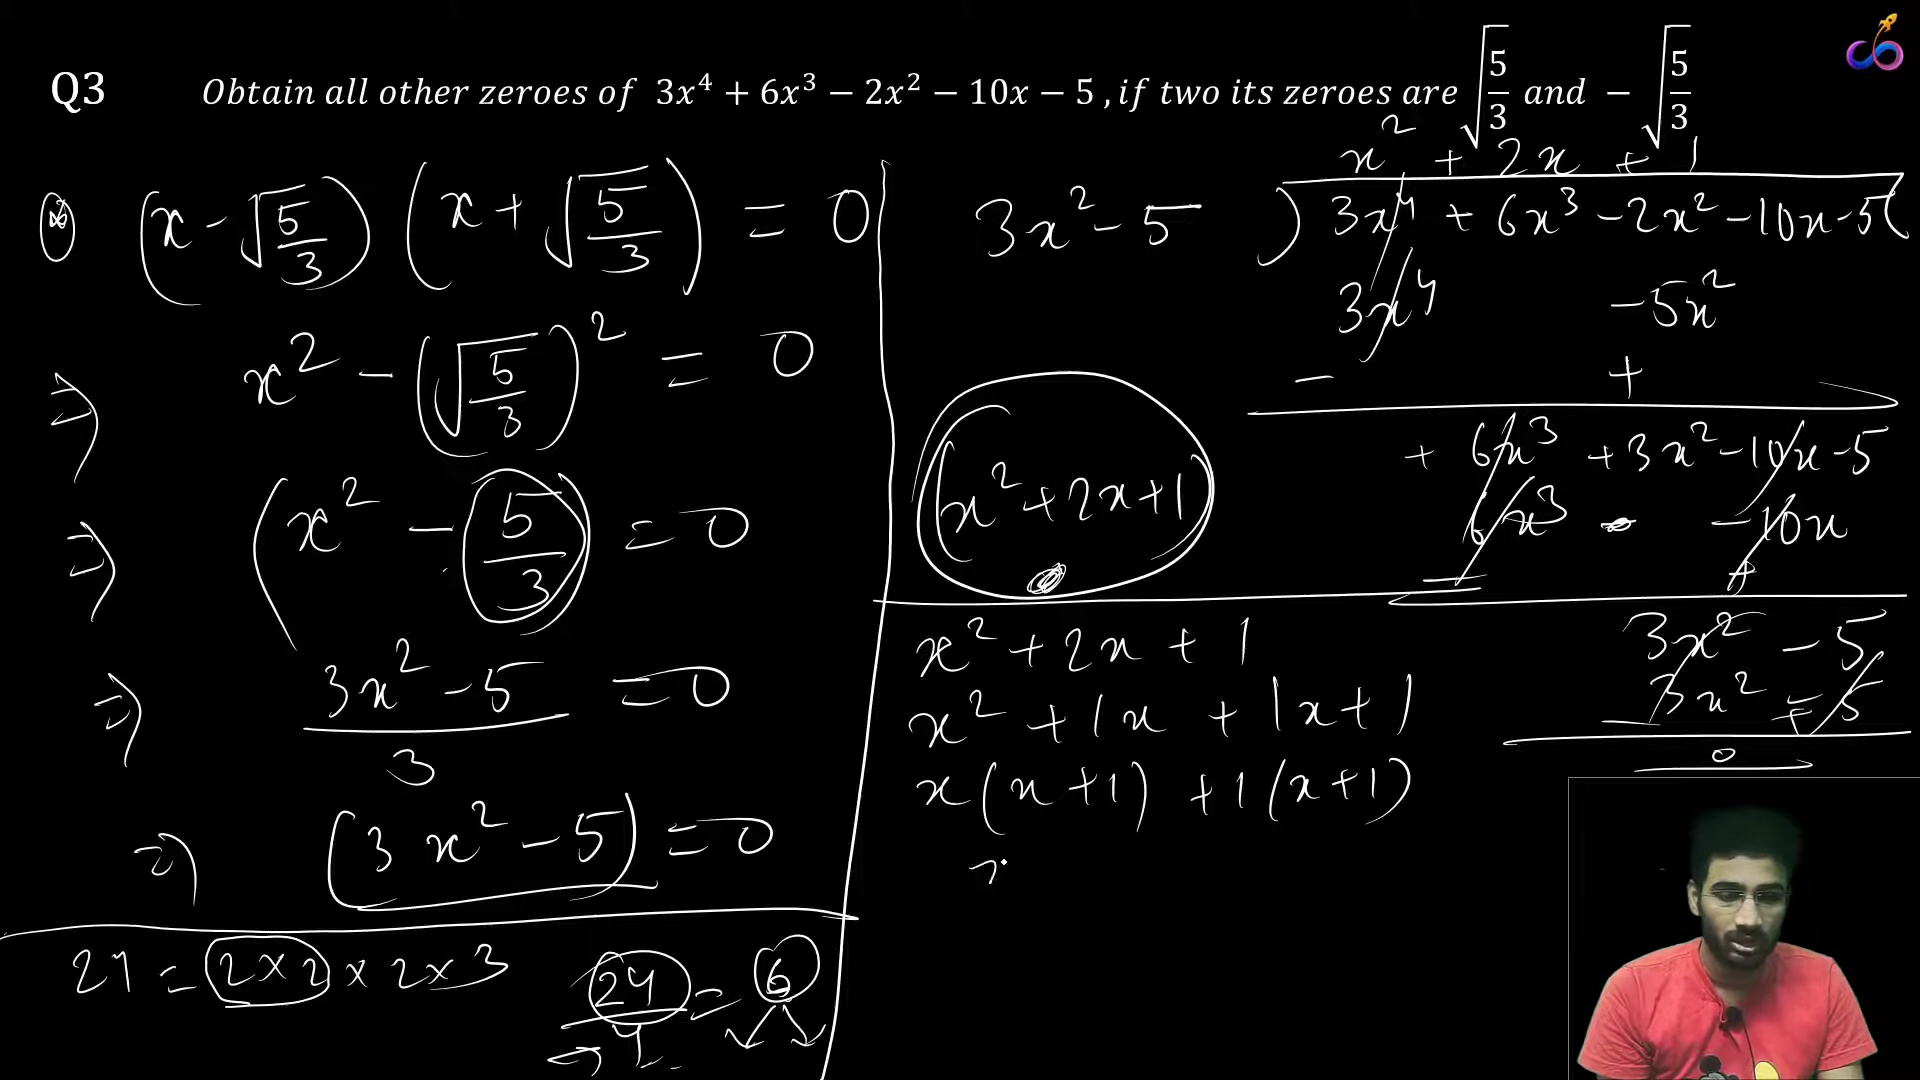 Q3 Obtain all other zeroes of 3x⁴ + 6x³ − 2x² − 10x − 5 , if two its zeroes are √(5/3) and − √(5/3)
(x - √(5/3)) (x + √(5/3)) = 0
⇒ x² - (√(5/3))² = 0
⇒ (x² - 5/3) = 0
⇒ (3x² - 5)/3 = 0
⇒ (3x² - 5) = 0
24 = 2 × 2 × 2 × 3
24/4 = 6
x² + 2x + 1
3x² - 5 ) 3x⁴ + 6x³ - 2x² - 10x - 5 (
3x⁴ - 5x²
- +
+ 6x³ + 3x² - 10x - 5
6x³ - 10x
- +
3x² - 5
3x² - 5
- +
0
(x² + 2x + 1)
x² + 2x + 1
x² + 1x + 1x + 1
x(x + 1) + 1(x + 1)